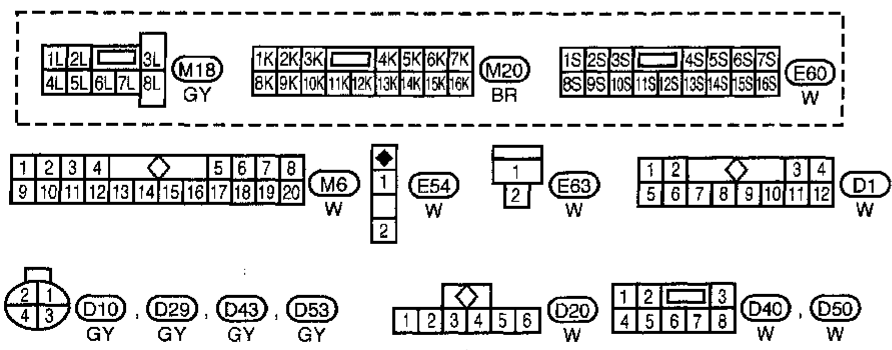 1L 2L 3L M18 1K 2K 3K 4K 5K 6K 7K M20 1S 2S 3S 4S 5S 6S 7S E60
4L 5L 6L 7L 8L GY 8K 9K 10K 11K 12K 13K 14K 15K 16K BR 8S 9S 10S 11S 12S 13S 14S 15S 16S W
1 2 3 4 5 6 7 8 M6 1 E54 1 E63 1 2 3 4 D1
9 10 11 12 13 14 15 16 17 18 19 20 W 2 W 2 W 5 6 7 8 9 10 11 12 W
2 1 D10 , D29 , D43 , D53 D20 1 2 3 D40 , D50
4 3 GY GY GY GY 1 2 3 4 5 6 W 4 5 6 7 8 W W